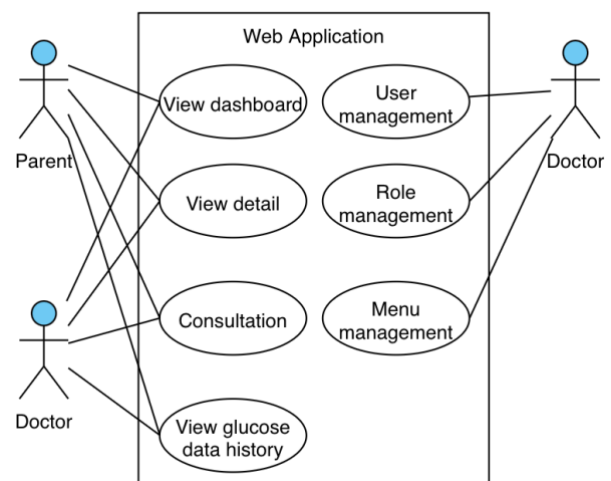 Web Application
View dashboard
User
management
Parent
Doctor
View detail
Role
management
Consultation
Menu
management
Doctor
View glucose
data history